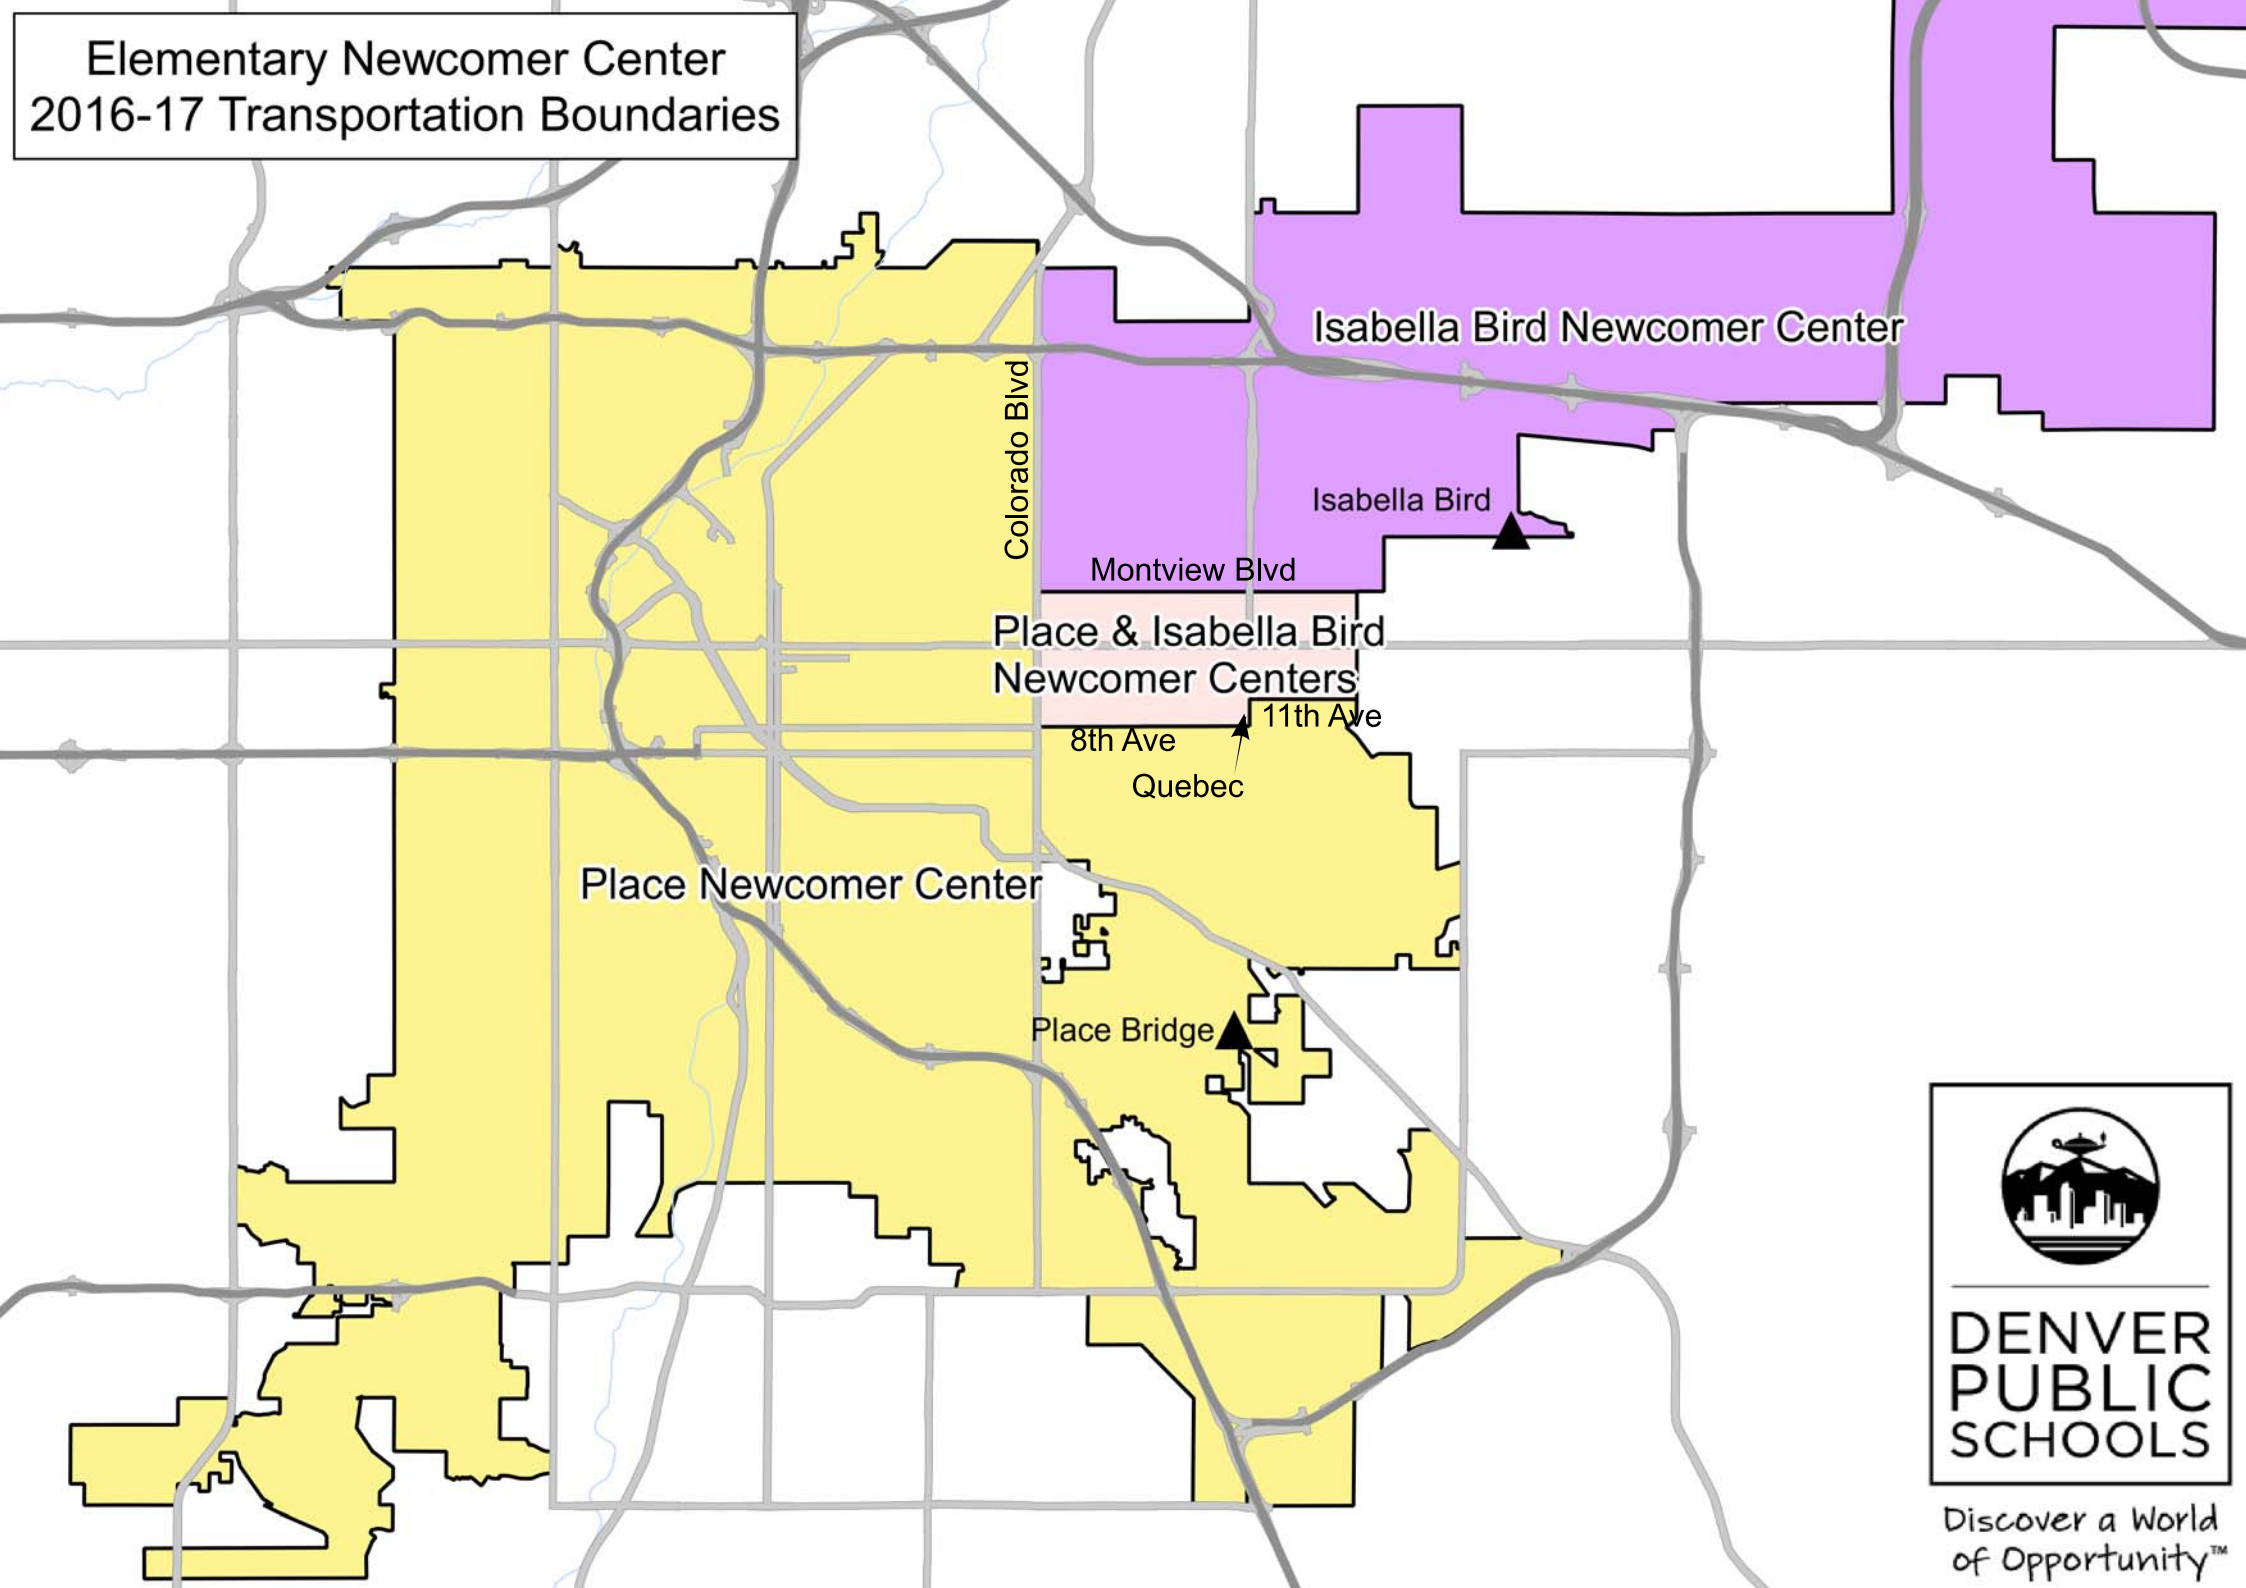 Elementary Newcomer Center
2016-17 Transportation Boundaries
Isabella Bird Newcomer Center
Colorado Blvd
Isabella Bird
Montview Blvd
Place & Isabella Bird
Newcomer Centers
11th Ave
8th Ave
Quebec
Place Newcomer Center
Place Bridge
DENVER
PUBLIC
SCHOOLS
Discover a World
of Opportunity™